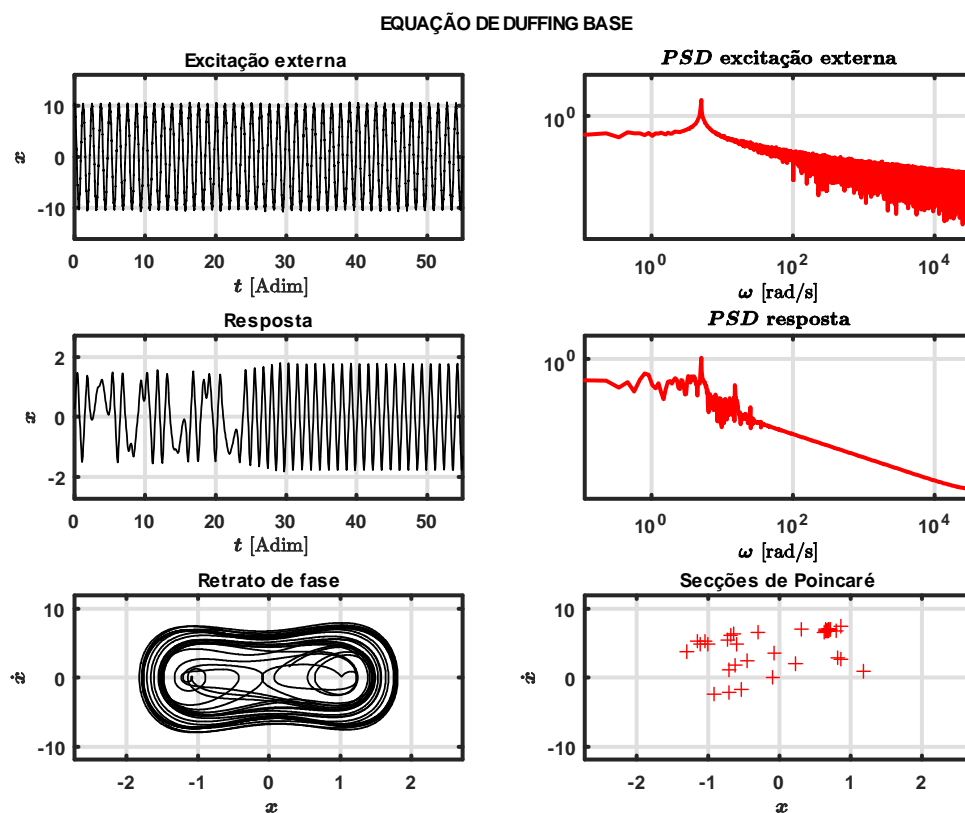 EQUAÇÃO DE DUFFING BASE
Excitação externa
10
0
-10
x
0 10 20 30 40 50
t [Adim]
PSD excitação externa
10^0
10^0 10^2 10^4
ω [rad/s]
Resposta
2
0
-2
x
0 10 20 30 40 50
t [Adim]
PSD resposta
10^0
10^0 10^2 10^4
ω [rad/s]
Retrato de fase
10
0
-10
ẋ
-2 -1 0 1 2
x
Secções de Poincaré
10
0
-10
ẋ
-2 -1 0 1 2
x